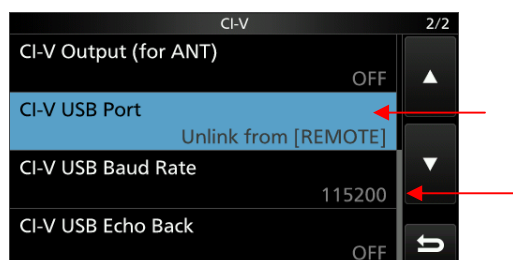 CI-V 2/2
CI-V Output (for ANT)
OFF
CI-V USB Port
Unlink from [REMOTE]
CI-V USB Baud Rate
115200
CI-V USB Echo Back
OFF